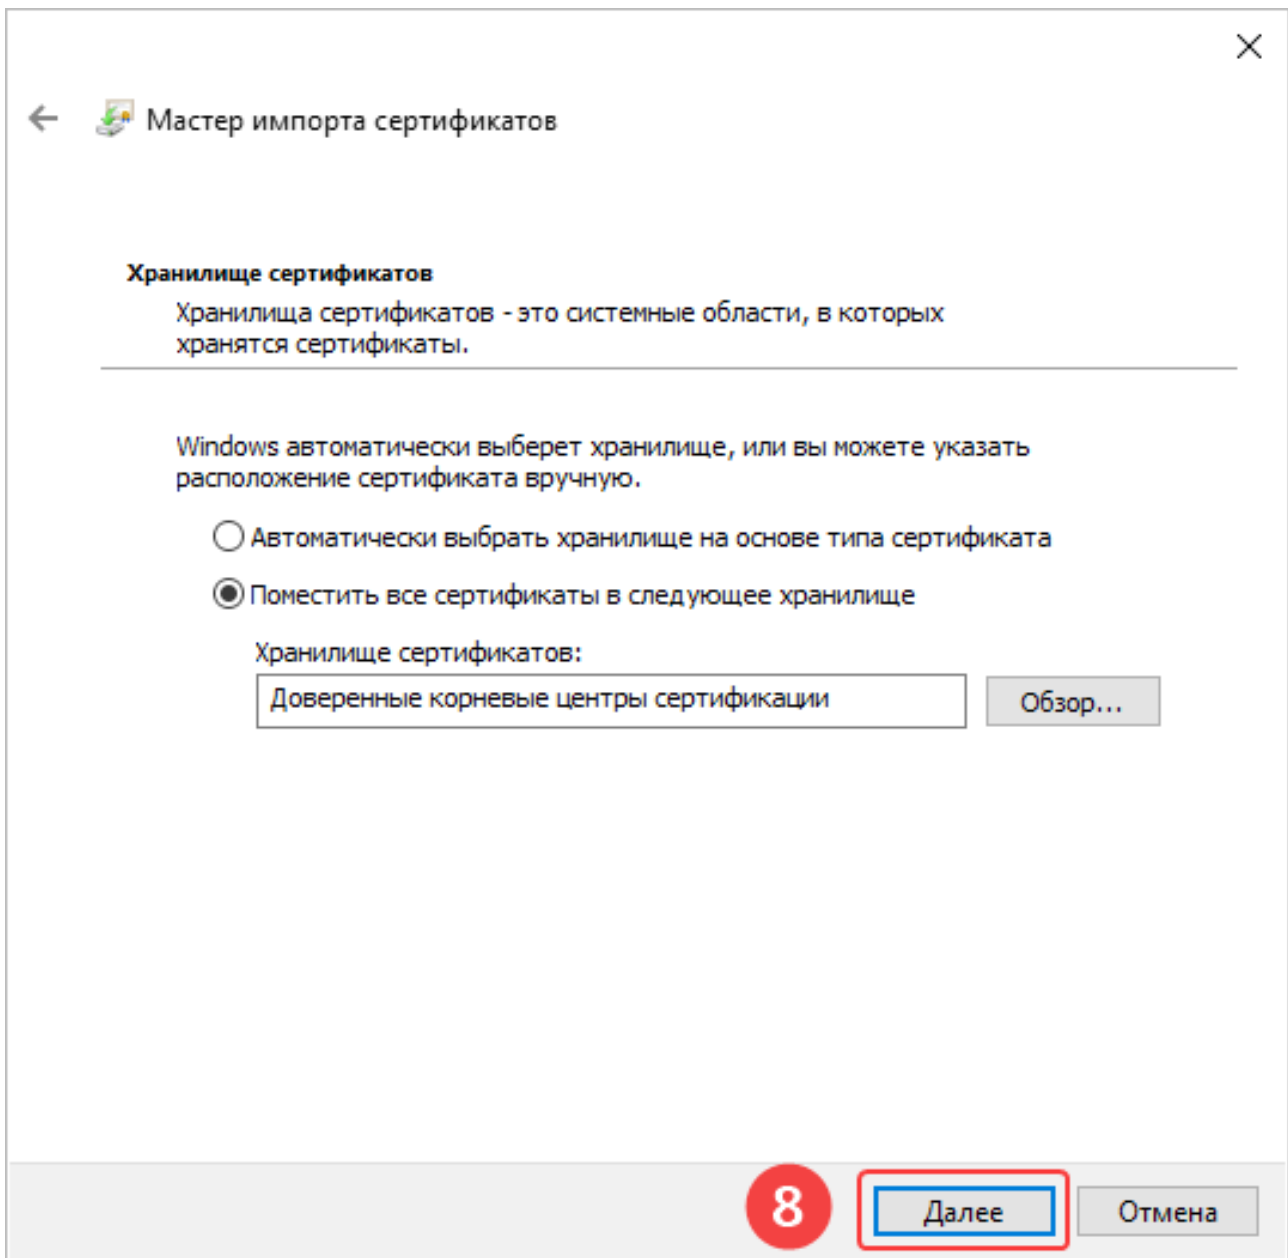 Мастер импорта сертификатов
Хранилище сертификатов
Хранилища сертификатов - это системные области, в которых
хранятся сертификаты.
Windows автоматически выберет хранилище, или вы можете указать
расположение сертификата вручную.
Автоматически выбрать хранилище на основе типа сертификата
Поместить все сертификаты в следующее хранилище
Хранилище сертификатов:
Доверенные корневые центры сертификации
Обзор...
8
Далее
Отмена